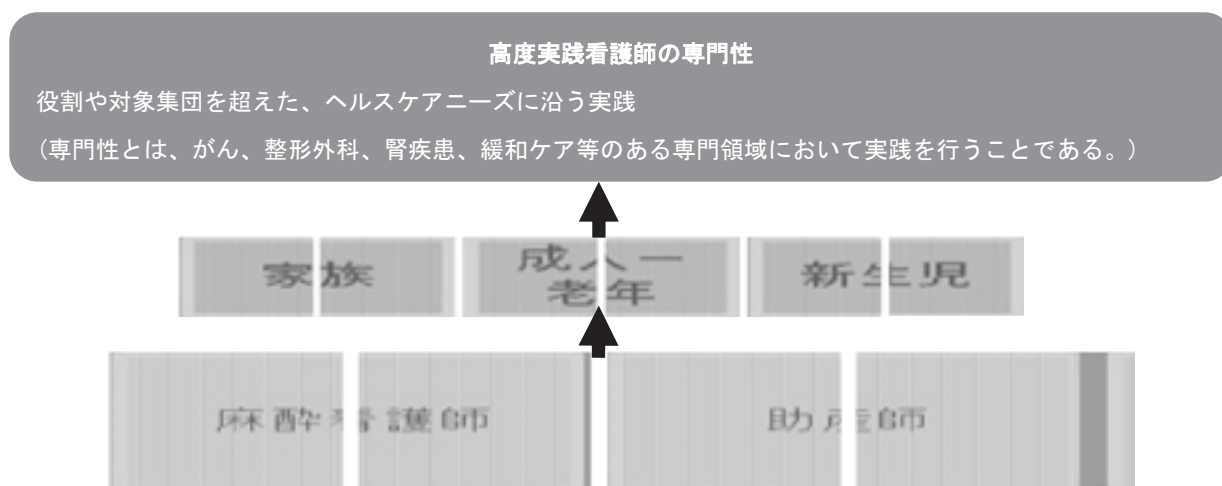 高度実践看護師の専門性
役割や対象集団を超えた、ヘルスケアニーズに沿う実践
（専門性とは、がん、整形外科、腎疾患、緩和ケア等のある専門領域において実践を行うことである。）
家族
成人ー
老年
新生児
麻酔看護師
助産師